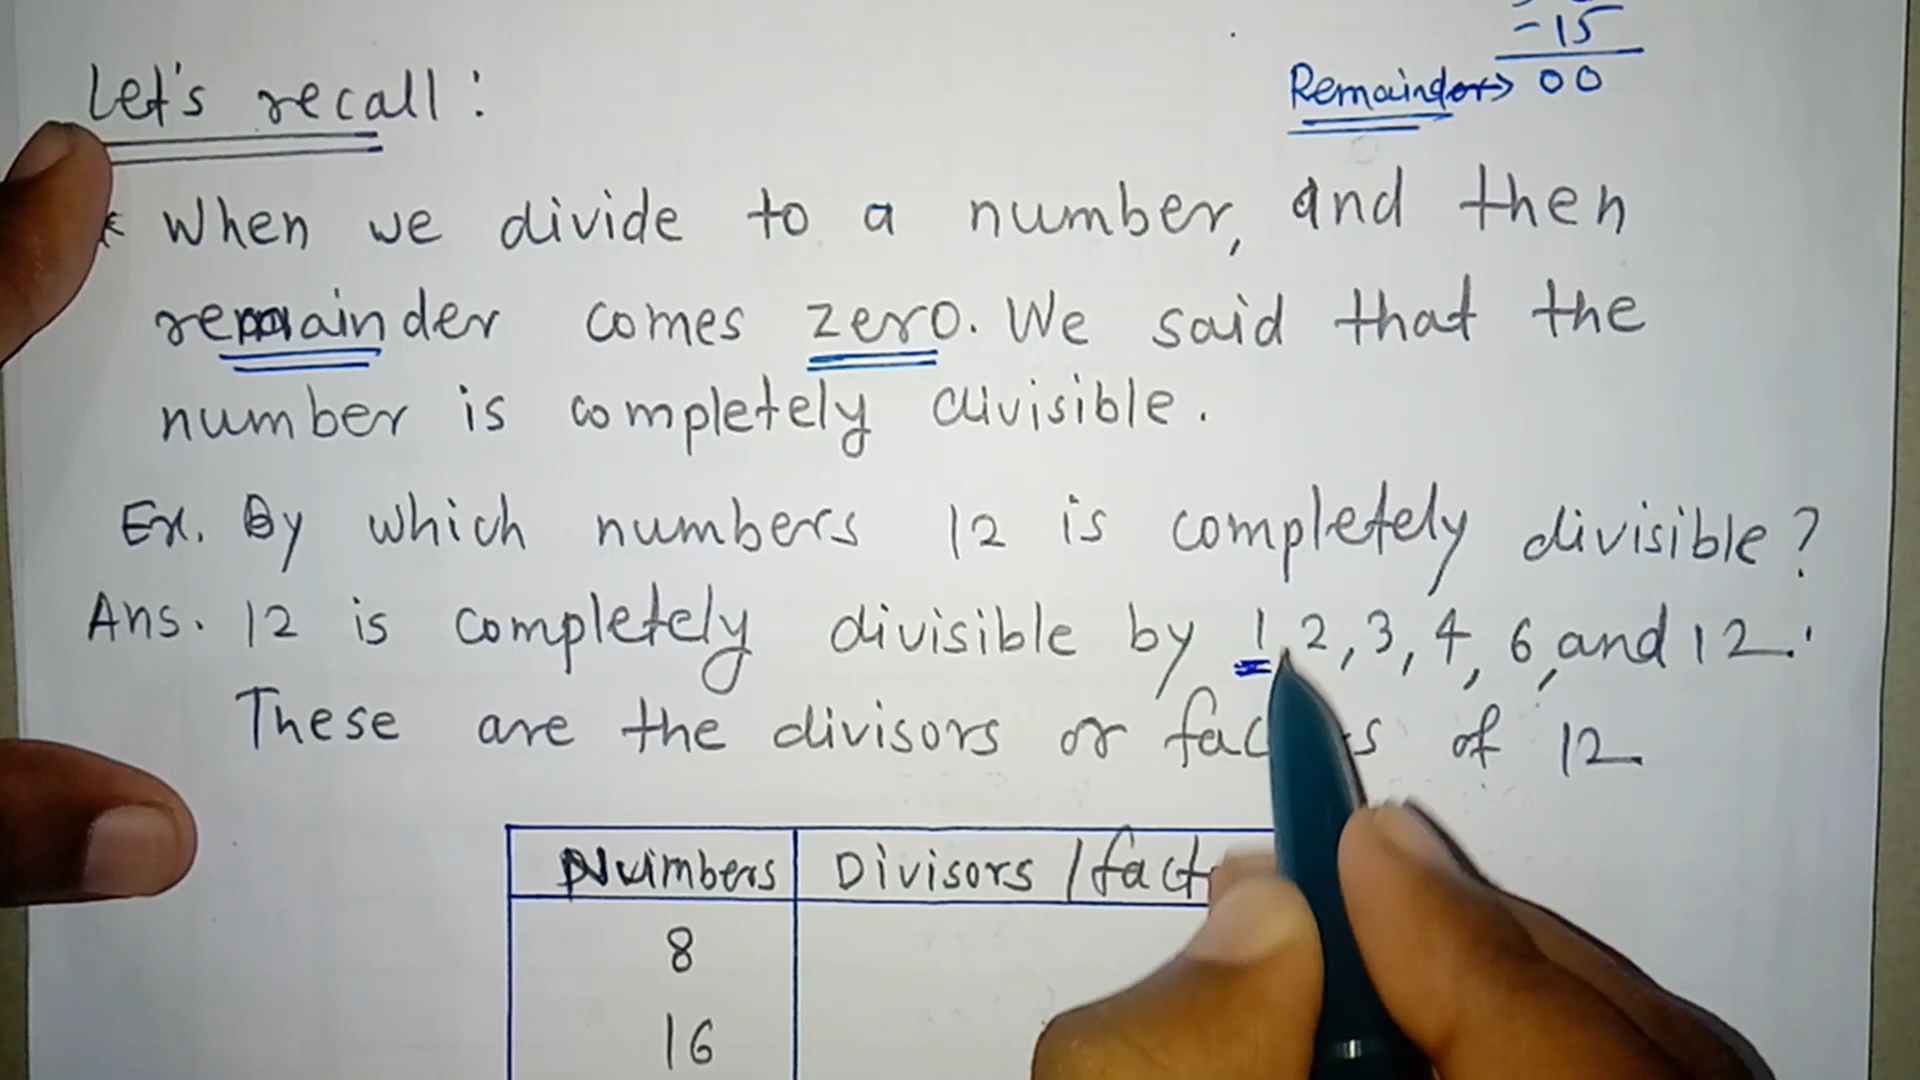 -15
Remainder> 00
Let's recall:
* When we divide to a number, and then
remainder comes zero. We said that the
number is completely divisible.
Ex. By which numbers 12 is completely divisible?
Ans. 12 is completely divisible by 1, 2, 3, 4, 6, and 12.
These are the divisors or of 12
Numbers Divisors /
8
16